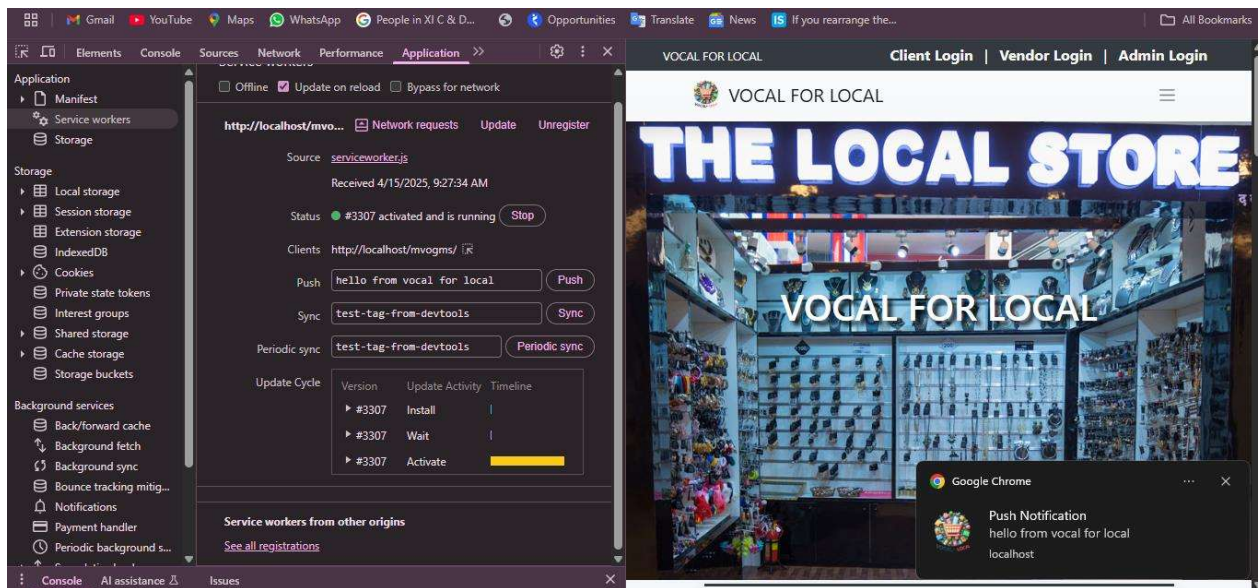 Gmail YouTube Maps WhatsApp People in XI C & D... Opportunities Translate News If you rearrange the... All Bookmarks
Elements Console Sources Network Performance Application
Application
Manifest
Service workers
Storage
Storage
Local storage
Session storage
Extension storage
IndexedDB
Cookies
Private state tokens
Interest groups
Shared storage
Cache storage
Storage buckets
Background services
Back/forward cache
Background fetch
Background sync
Bounce tracking mitig...
Notifications
Payment handler
Periodic background s...
Service workers
Offline Update on reload Bypass for network
http://localhost/mvo... Network requests Update Unregister
Source serviceworker.js
Received 4/15/2025, 9:27:34 AM
Status #3307 activated and is running Stop
Clients http://localhost/mvogms/
Push hello from vocal for local Push
Sync test-tag-from-devtools Sync
Periodic sync test-tag-from-devtools Periodic sync
Update Cycle Version Update Activity Timeline
#3307 Install
#3307 Wait
#3307 Activate
Service workers from other origins
See all registrations
Console AI assistance Issues
VOCAL FOR LOCAL Client Login | Vendor Login | Admin Login
VOCAL FOR LOCAL
THE LOCAL STORE
VOCAL FOR LOCAL
Google Chrome
Push Notification
hello from vocal for local
localhost